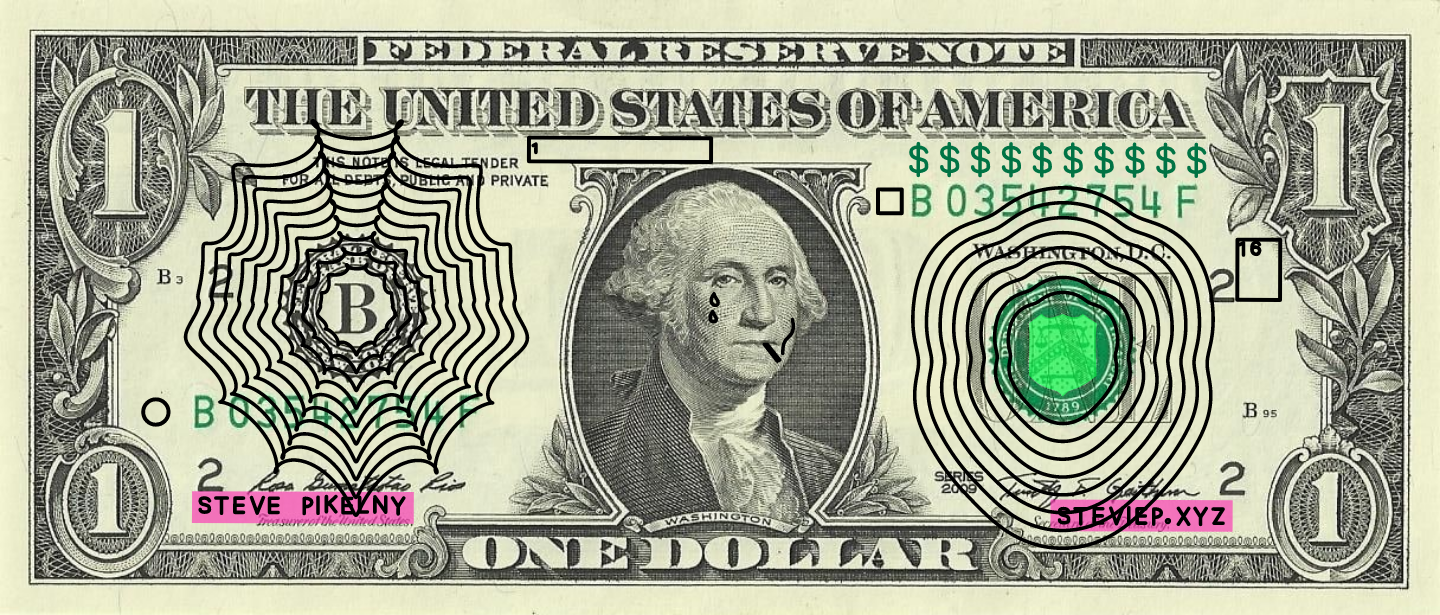 FEDERAL RESERVE NOTE
1
1
THE UNITED STATES OF AMERICA
1
THIS NOTE IS LEGAL TENDER
FOR ALL DEBTS, PUBLIC AND PRIVATE
$$$$$$$$$$
B 03542754 F
WASHINGTON, D.C.
16
B 3
2
2
B
1789
B 95
B 03542754 F
2
SERIES
2009
2
STEVE PIKELNY
STEVIEP.XYZ
Treasurer of the United States.
1
WASHINGTON
1
ONE DOLLAR